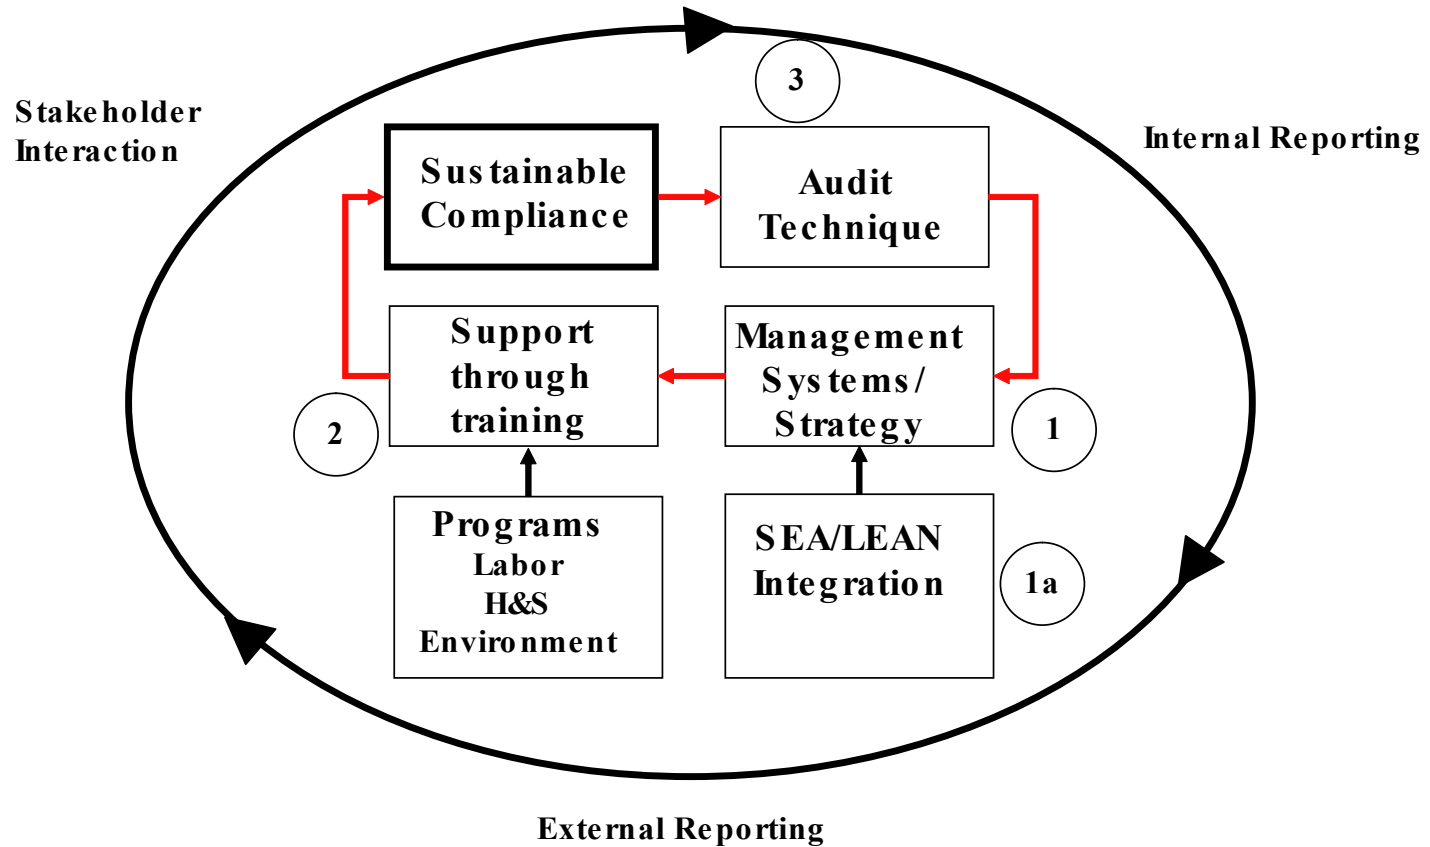 3
Stakeholder
Interaction
Internal Reporting
Sustainable
Compliance
Audit
Technique
Support
through
training
Management
Systems/
Strategy
2
1
Programs
Labor
H&S
Environment
SEA/LEAN
Integration
1a
External Reporting